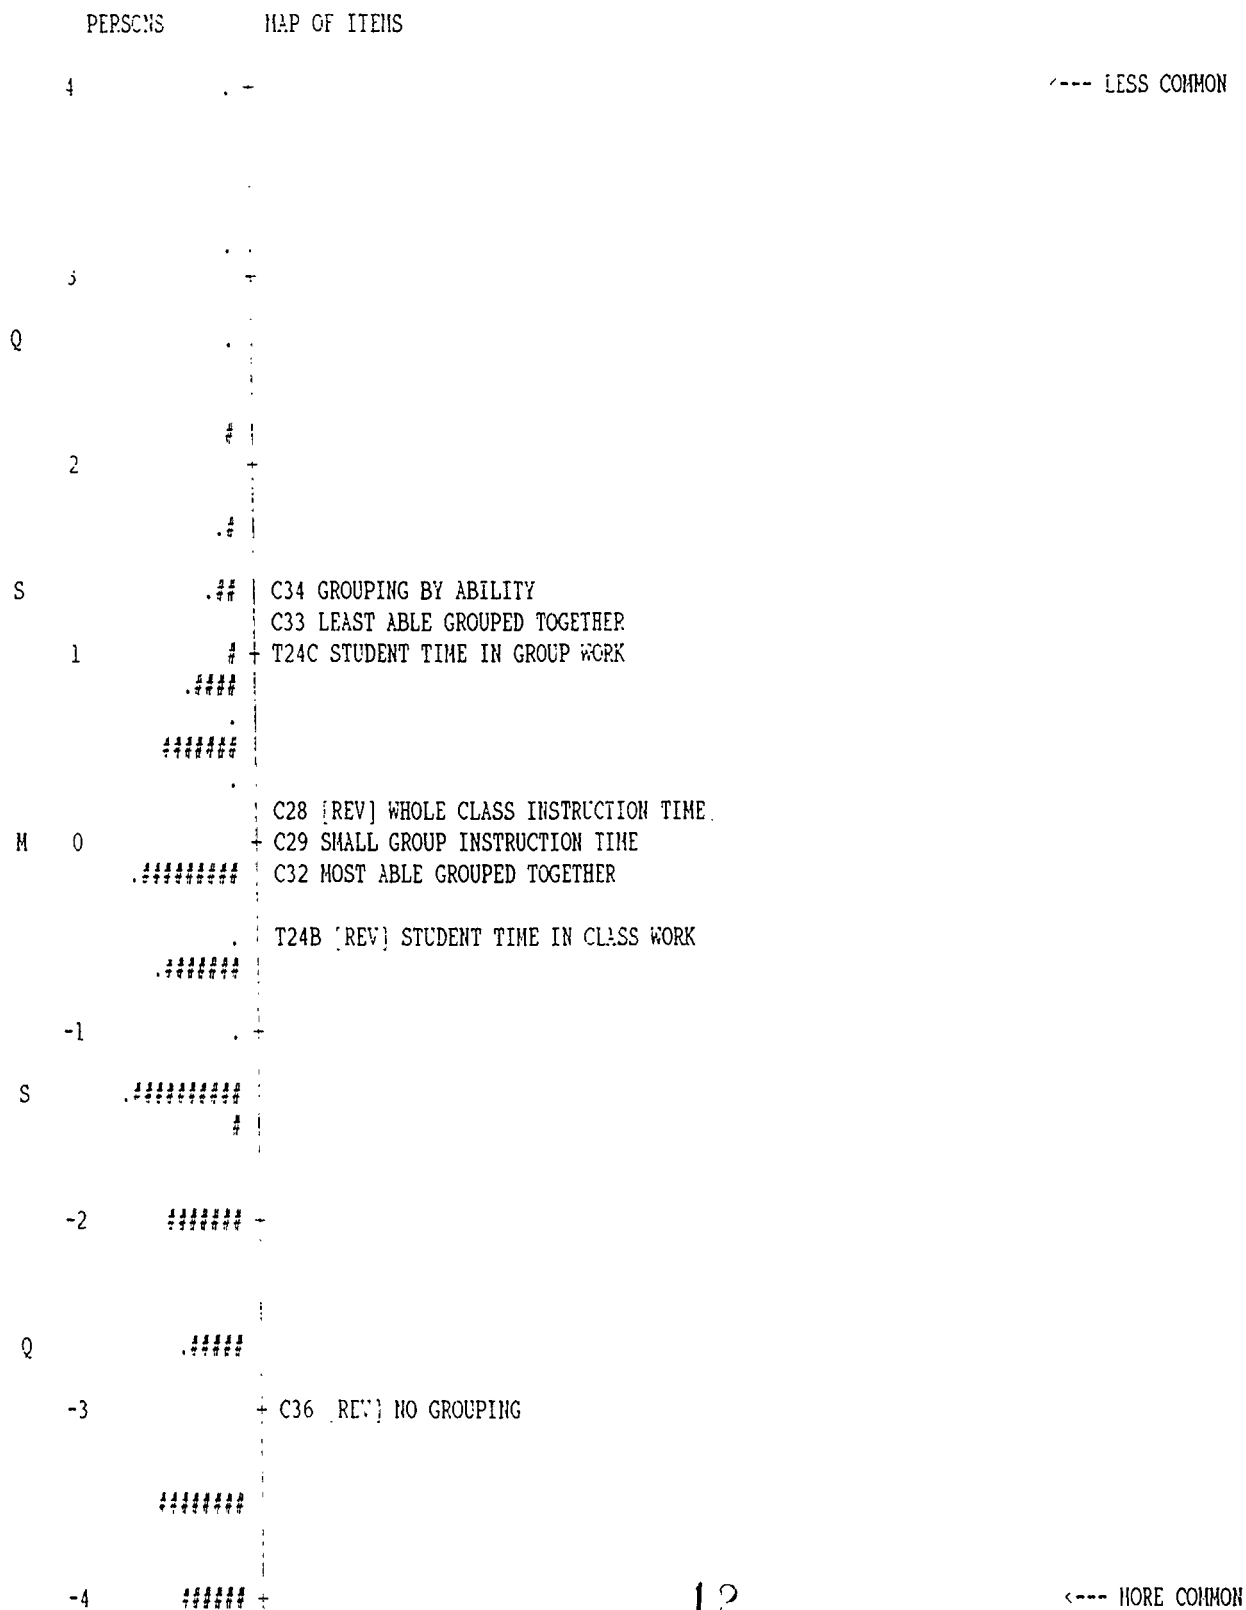 PERSONS MAP OF ITEMS
4 . + <--- LESS COMMON
. .
3 +
Q .
# |
2 +
.# |
S .## | C34 GROUPING BY ABILITY
C33 LEAST ABLE GROUPED TOGETHER
1 # + T24C STUDENT TIME IN GROUP WORK
.####
.
#######
.
C28 [REV] WHOLE CLASS INSTRUCTION TIME
M 0 + C29 SMALL GROUP INSTRUCTION TIME
.######### C32 MOST ABLE GROUPED TOGETHER
. T24B [REV] STUDENT TIME IN CLASS WORK
.#######
-1 . +
S .##########
# |
-2 ####### +
Q .#####
-3 + C36 [REV] NO GROUPING
########
-4 ###### + 12 <--- MORE COMMON